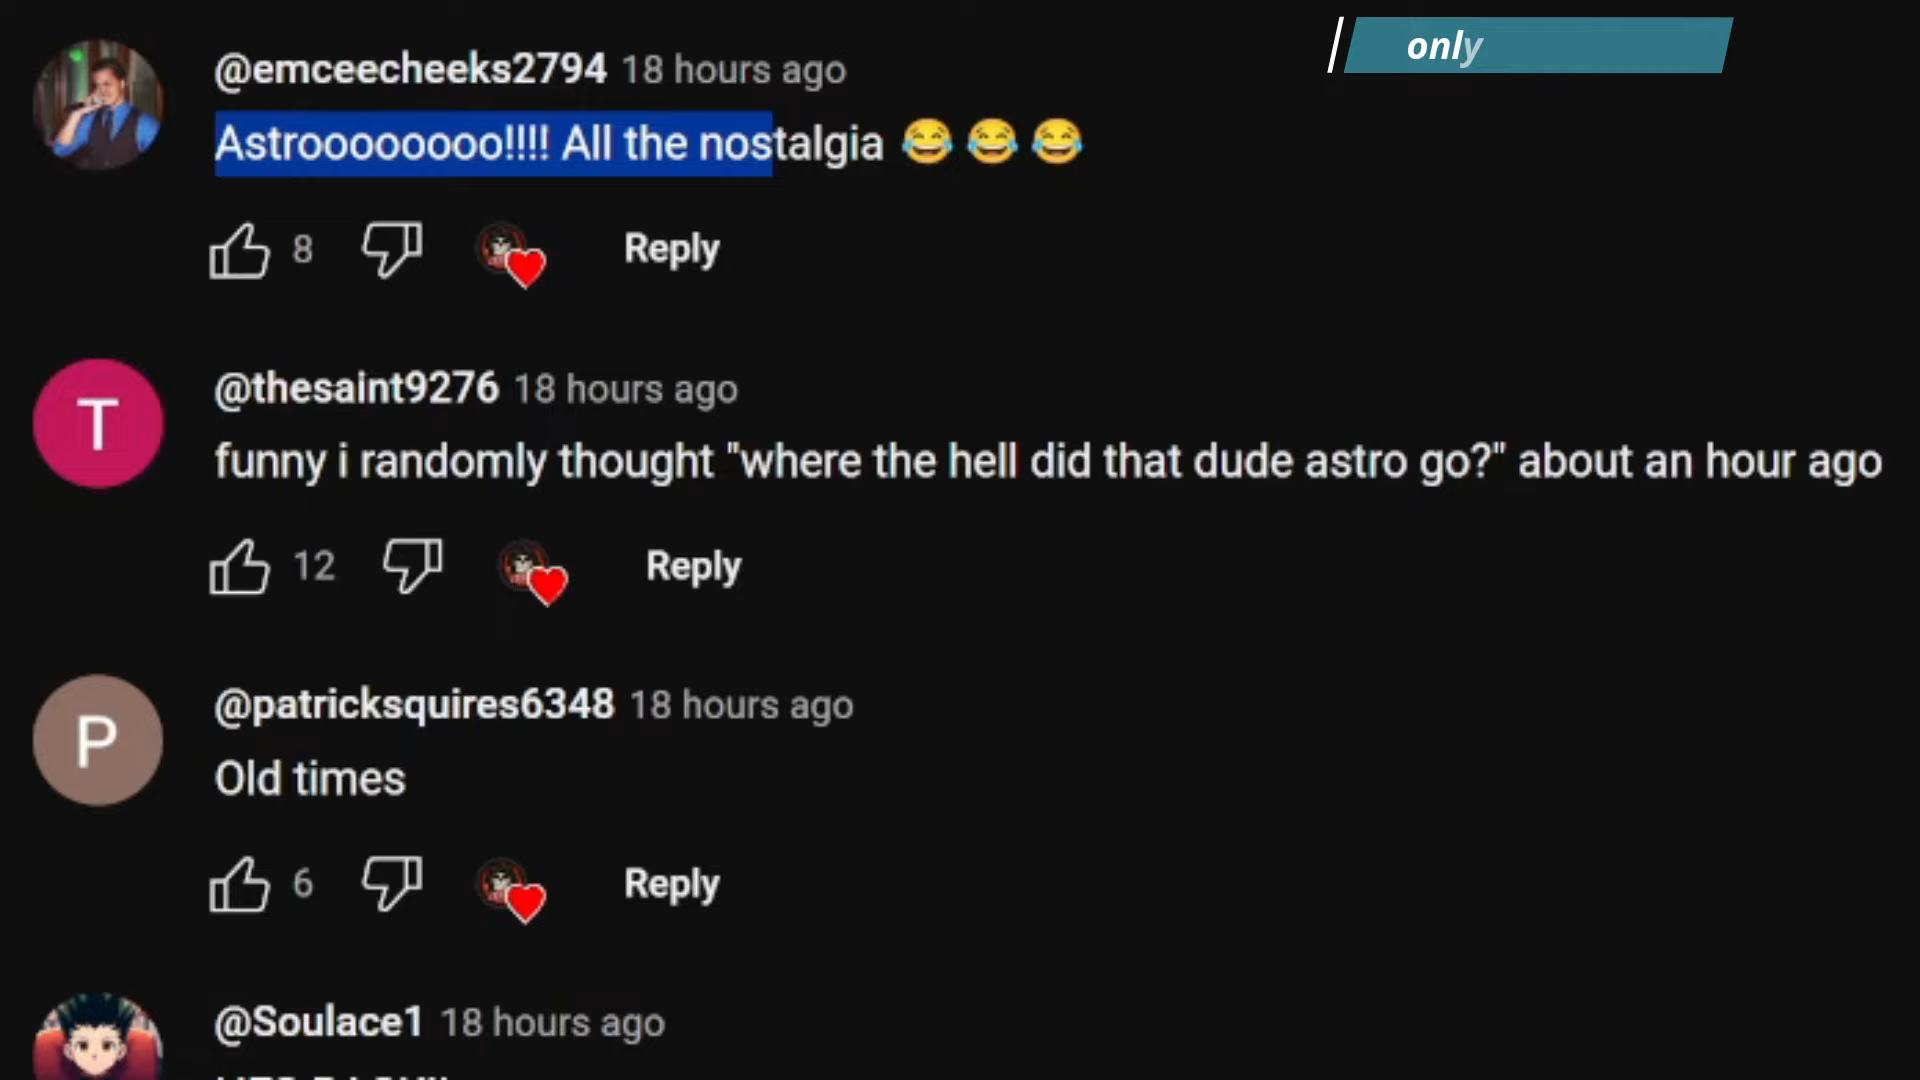 only
@emceecheeks2794 18 hours ago
Astroooooooo!!!! All the nostalgia 😂 😂 😂
8 Reply
T
@thesaint9276 18 hours ago
funny i randomly thought "where the hell did that dude astro go?" about an hour ago
12 Reply
P
@patricksquires6348 18 hours ago
Old times
6 Reply
@Soulace1 18 hours ago